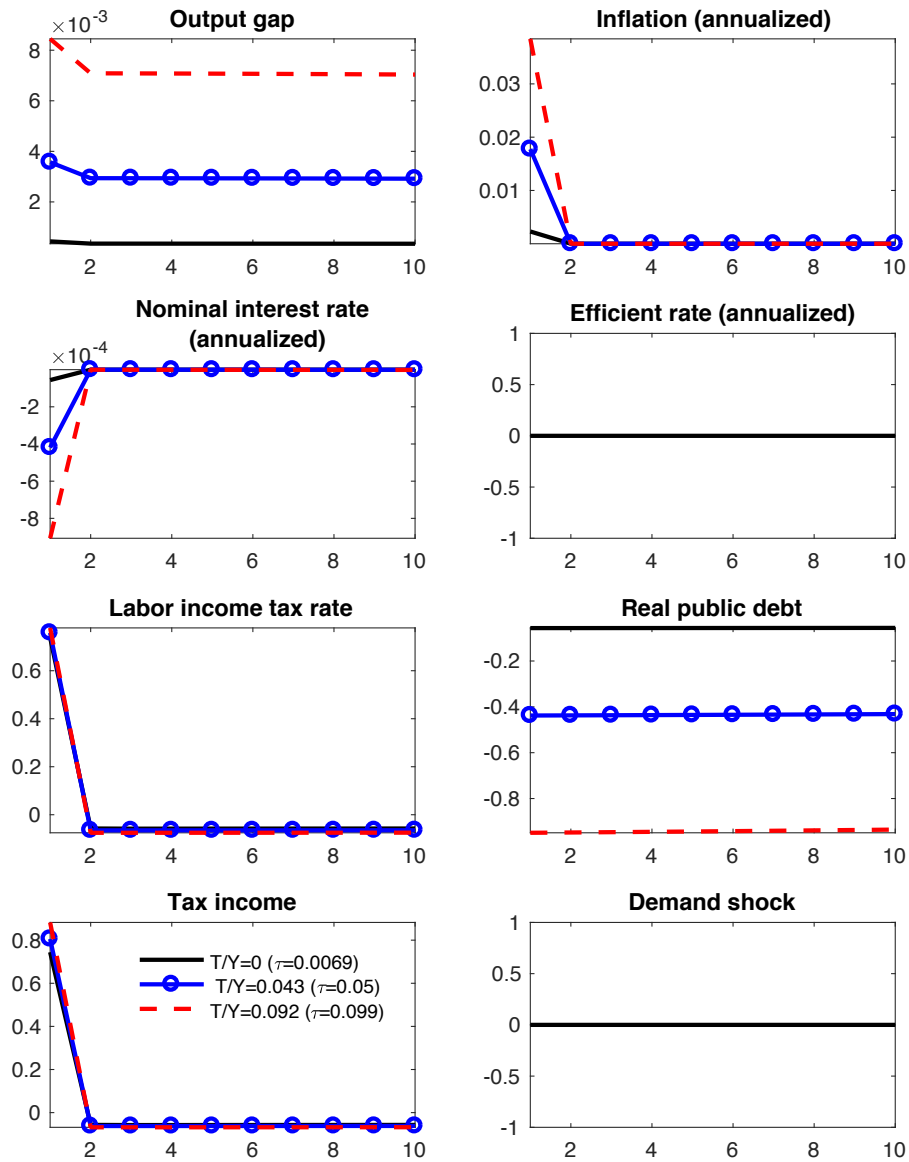 Output gap
×10⁻³
8
6
4
2
2 4 6 8 10
Inflation (annualized)
0.03
0.02
0.01
2 4 6 8 10
Nominal interest rate
(annualized)
×10⁻⁴
-2
-4
-6
-8
2 4 6 8 10
Efficient rate (annualized)
1
0.5
0
-0.5
-1
2 4 6 8 10
Labor income tax rate
0.6
0.4
0.2
0
2 4 6 8 10
Real public debt
-0.2
-0.4
-0.6
-0.8
2 4 6 8 10
Tax income
0.8
0.6
0.4
0.2
0
2 4 6 8 10
T/Y=0 (τ=0.0069)
T/Y=0.043 (τ=0.05)
T/Y=0.092 (τ=0.099)
Demand shock
1
0.5
0
-0.5
-1
2 4 6 8 10